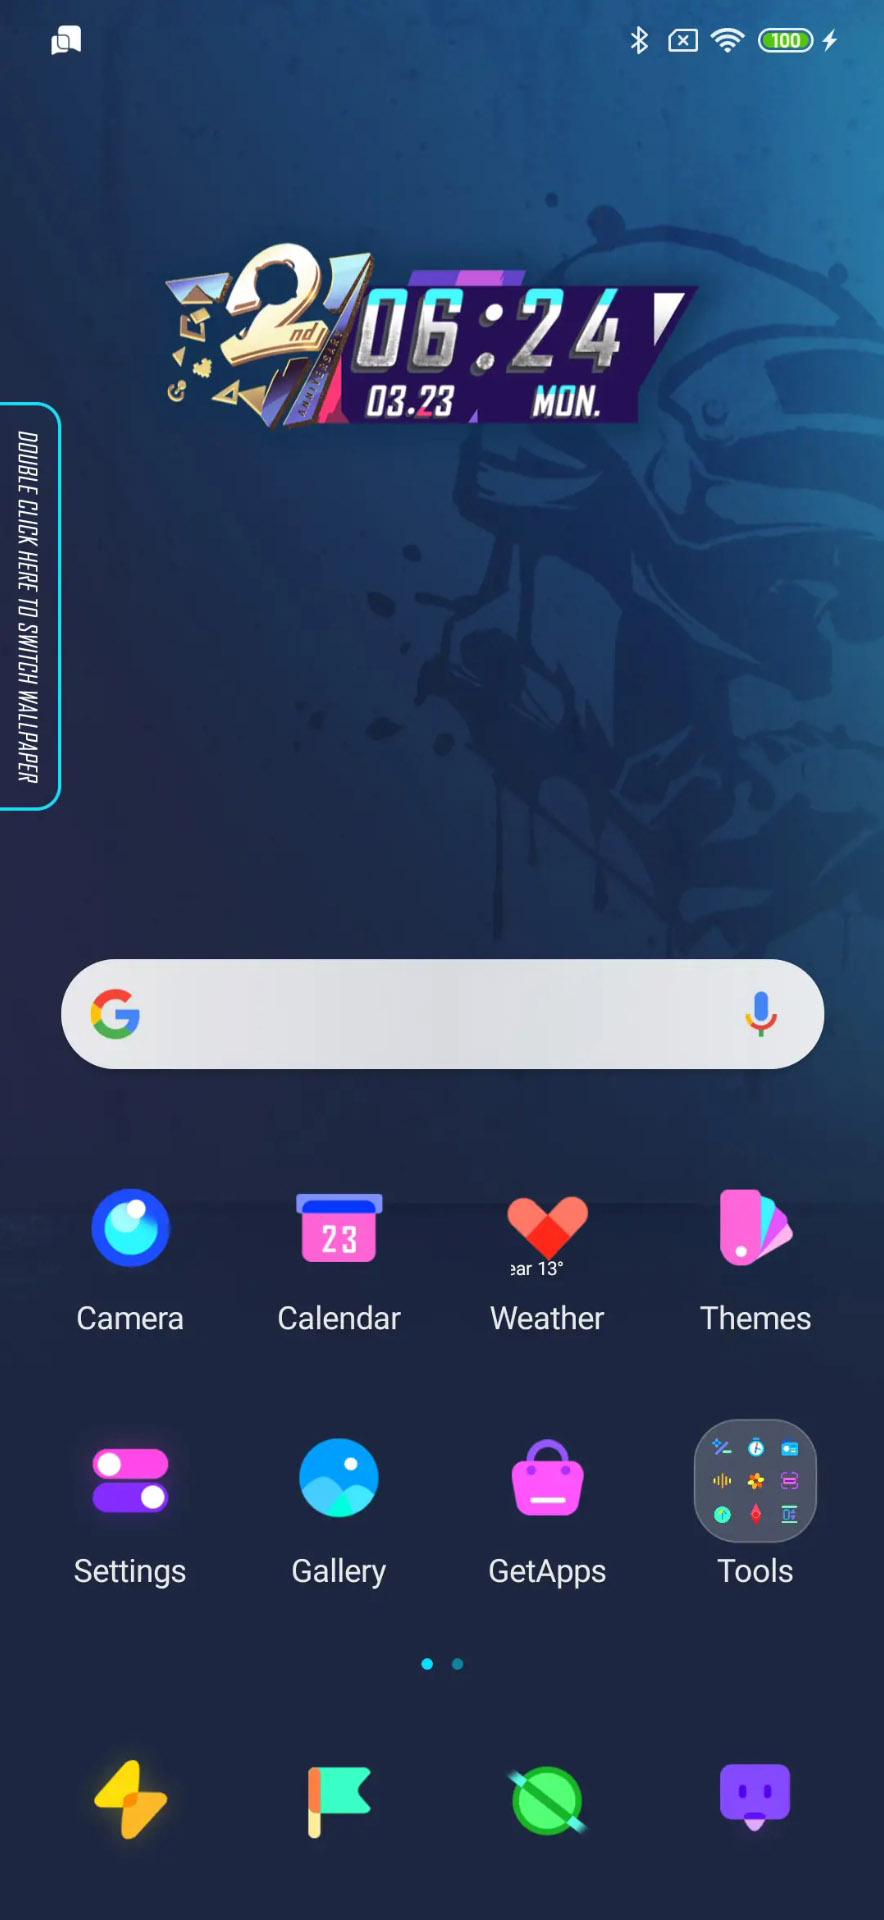 100
2nd
ANNIVERSARY
06:24
03.23 MON.
DOUBLE CLICK HERE TO SWITCH WALLPAPER
23
ear 13°
Camera Calendar Weather Themes
Settings Gallery GetApps Tools